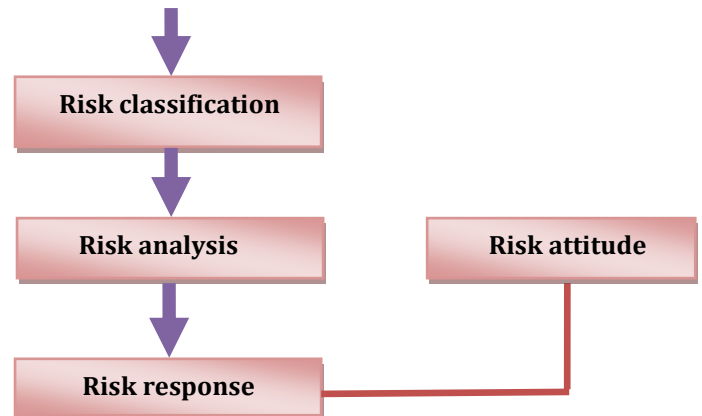 Risk classification
Risk analysis
Risk attitude
Risk response